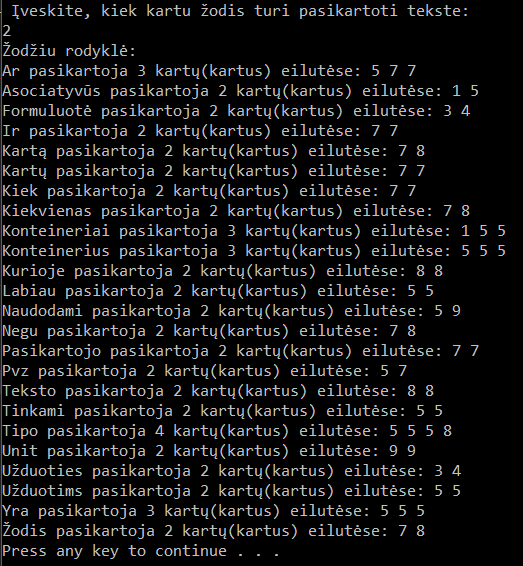 Įveskite, kiek kartu žodis turi pasikartoti tekste:
2
Žodžiu rodyklė:
Ar pasikartoja 3 kartų(kartus) eilutėse: 5 7 7
Asociatyvūs pasikartoja 2 kartų(kartus) eilutėse: 1 5
Formuluotė pasikartoja 2 kartų(kartus) eilutėse: 3 4
Ir pasikartoja 2 kartų(kartus) eilutėse: 7 7
Kartą pasikartoja 2 kartų(kartus) eilutėse: 7 8
Kartų pasikartoja 2 kartų(kartus) eilutėse: 7 7
Kiek pasikartoja 2 kartų(kartus) eilutėse: 7 7
Kiekvienas pasikartoja 2 kartų(kartus) eilutėse: 7 8
Konteineriai pasikartoja 3 kartų(kartus) eilutėse: 1 5 5
Konteinerius pasikartoja 3 kartų(kartus) eilutėse: 5 5 5
Kurioje pasikartoja 2 kartų(kartus) eilutėse: 8 8
Labiau pasikartoja 2 kartų(kartus) eilutėse: 5 5
Naudodami pasikartoja 2 kartų(kartus) eilutėse: 5 9
Negu pasikartoja 2 kartų(kartus) eilutėse: 7 8
Pasikartojo pasikartoja 2 kartų(kartus) eilutėse: 7 7
Pvz pasikartoja 2 kartų(kartus) eilutėse: 5 7
Teksto pasikartoja 2 kartų(kartus) eilutėse: 8 8
Tinkami pasikartoja 2 kartų(kartus) eilutėse: 5 5
Tipo pasikartoja 4 kartų(kartus) eilutėse: 5 5 5 8
Unit pasikartoja 2 kartų(kartus) eilutėse: 9 9
Užduoties pasikartoja 2 kartų(kartus) eilutėse: 3 4
Užduotims pasikartoja 2 kartų(kartus) eilutėse: 5 5
Yra pasikartoja 3 kartų(kartus) eilutėse: 5 5 5
Žodis pasikartoja 2 kartų(kartus) eilutėse: 7 8
Press any key to continue . . .